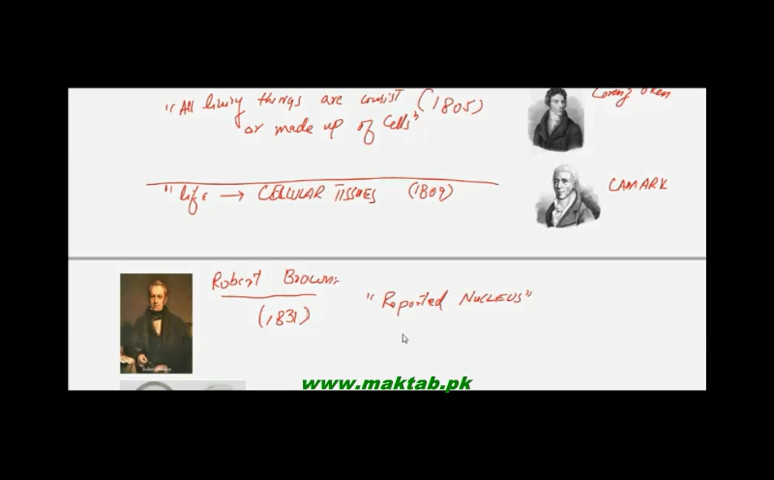 "All living things are consist (1805)
or made up of cells"
Lorenz Oken
"life → CELLULAR TISSUES (1809)
LAMARK
Robert Brown
(1831)
"Reported NUCLEUS"
www.maktab.pk